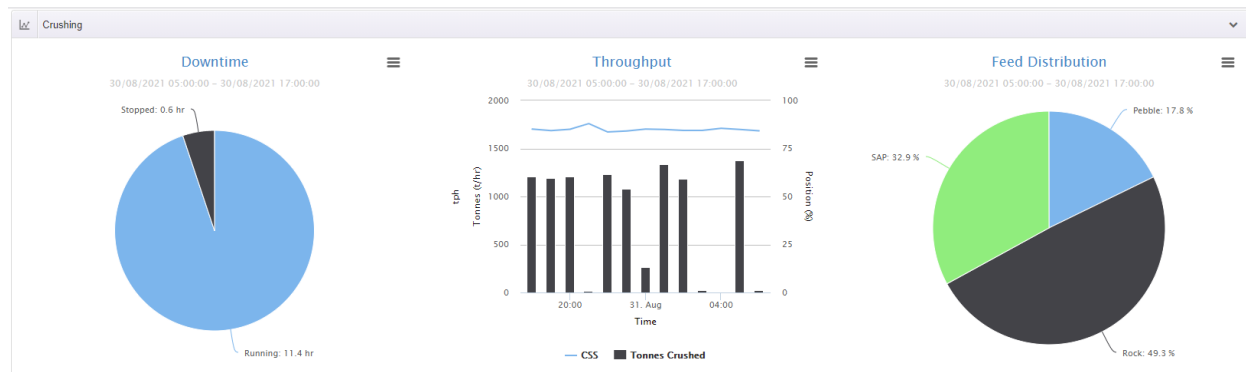 Crushing
Downtime
30/08/2021 05:00:00 – 30/08/2021 17:00:00
Stopped: 0.6 hr
Running: 11.4 hr
Throughput
30/08/2021 05:00:00 – 30/08/2021 17:00:00
2000
1500
1000
500
0
tph
Tonnes (t/hr)
100
75
50
25
0
Position (%)
20:00
31. Aug
04:00
Time
CSS
Tonnes Crushed
Feed Distribution
30/08/2021 05:00:00 – 30/08/2021 17:00:00
Pebble: 17.8 %
SAP: 32.9 %
Rock: 49.3 %